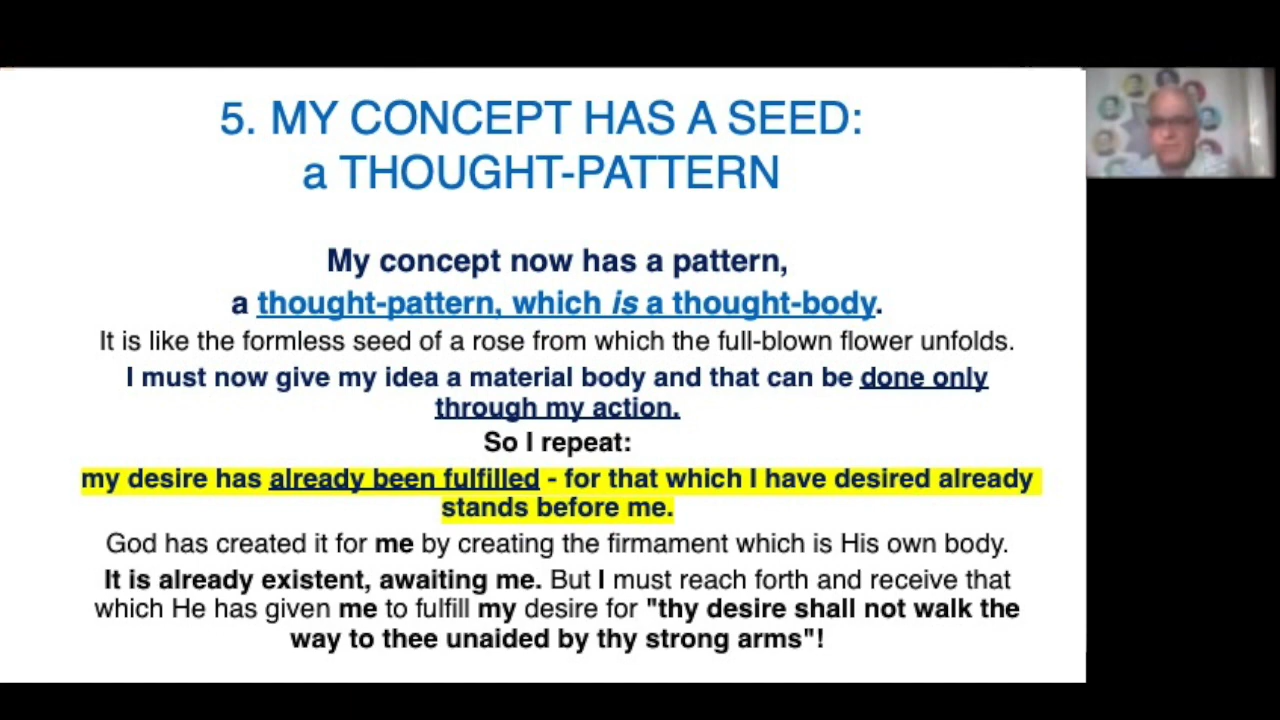 5. MY CONCEPT HAS A SEED:
a THOUGHT-PATTERN
My concept now has a pattern,
a thought-pattern, which is a thought-body.
It is like the formless seed of a rose from which the full-blown flower unfolds.
I must now give my idea a material body and that can be done only
through my action.
So I repeat:
my desire has already been fulfilled - for that which I have desired already
stands before me.
God has created it for me by creating the firmament which is His own body.
It is already existent, awaiting me. But I must reach forth and receive that
which He has given me to fulfill my desire for "thy desire shall not walk the
way to thee unaided by thy strong arms"!